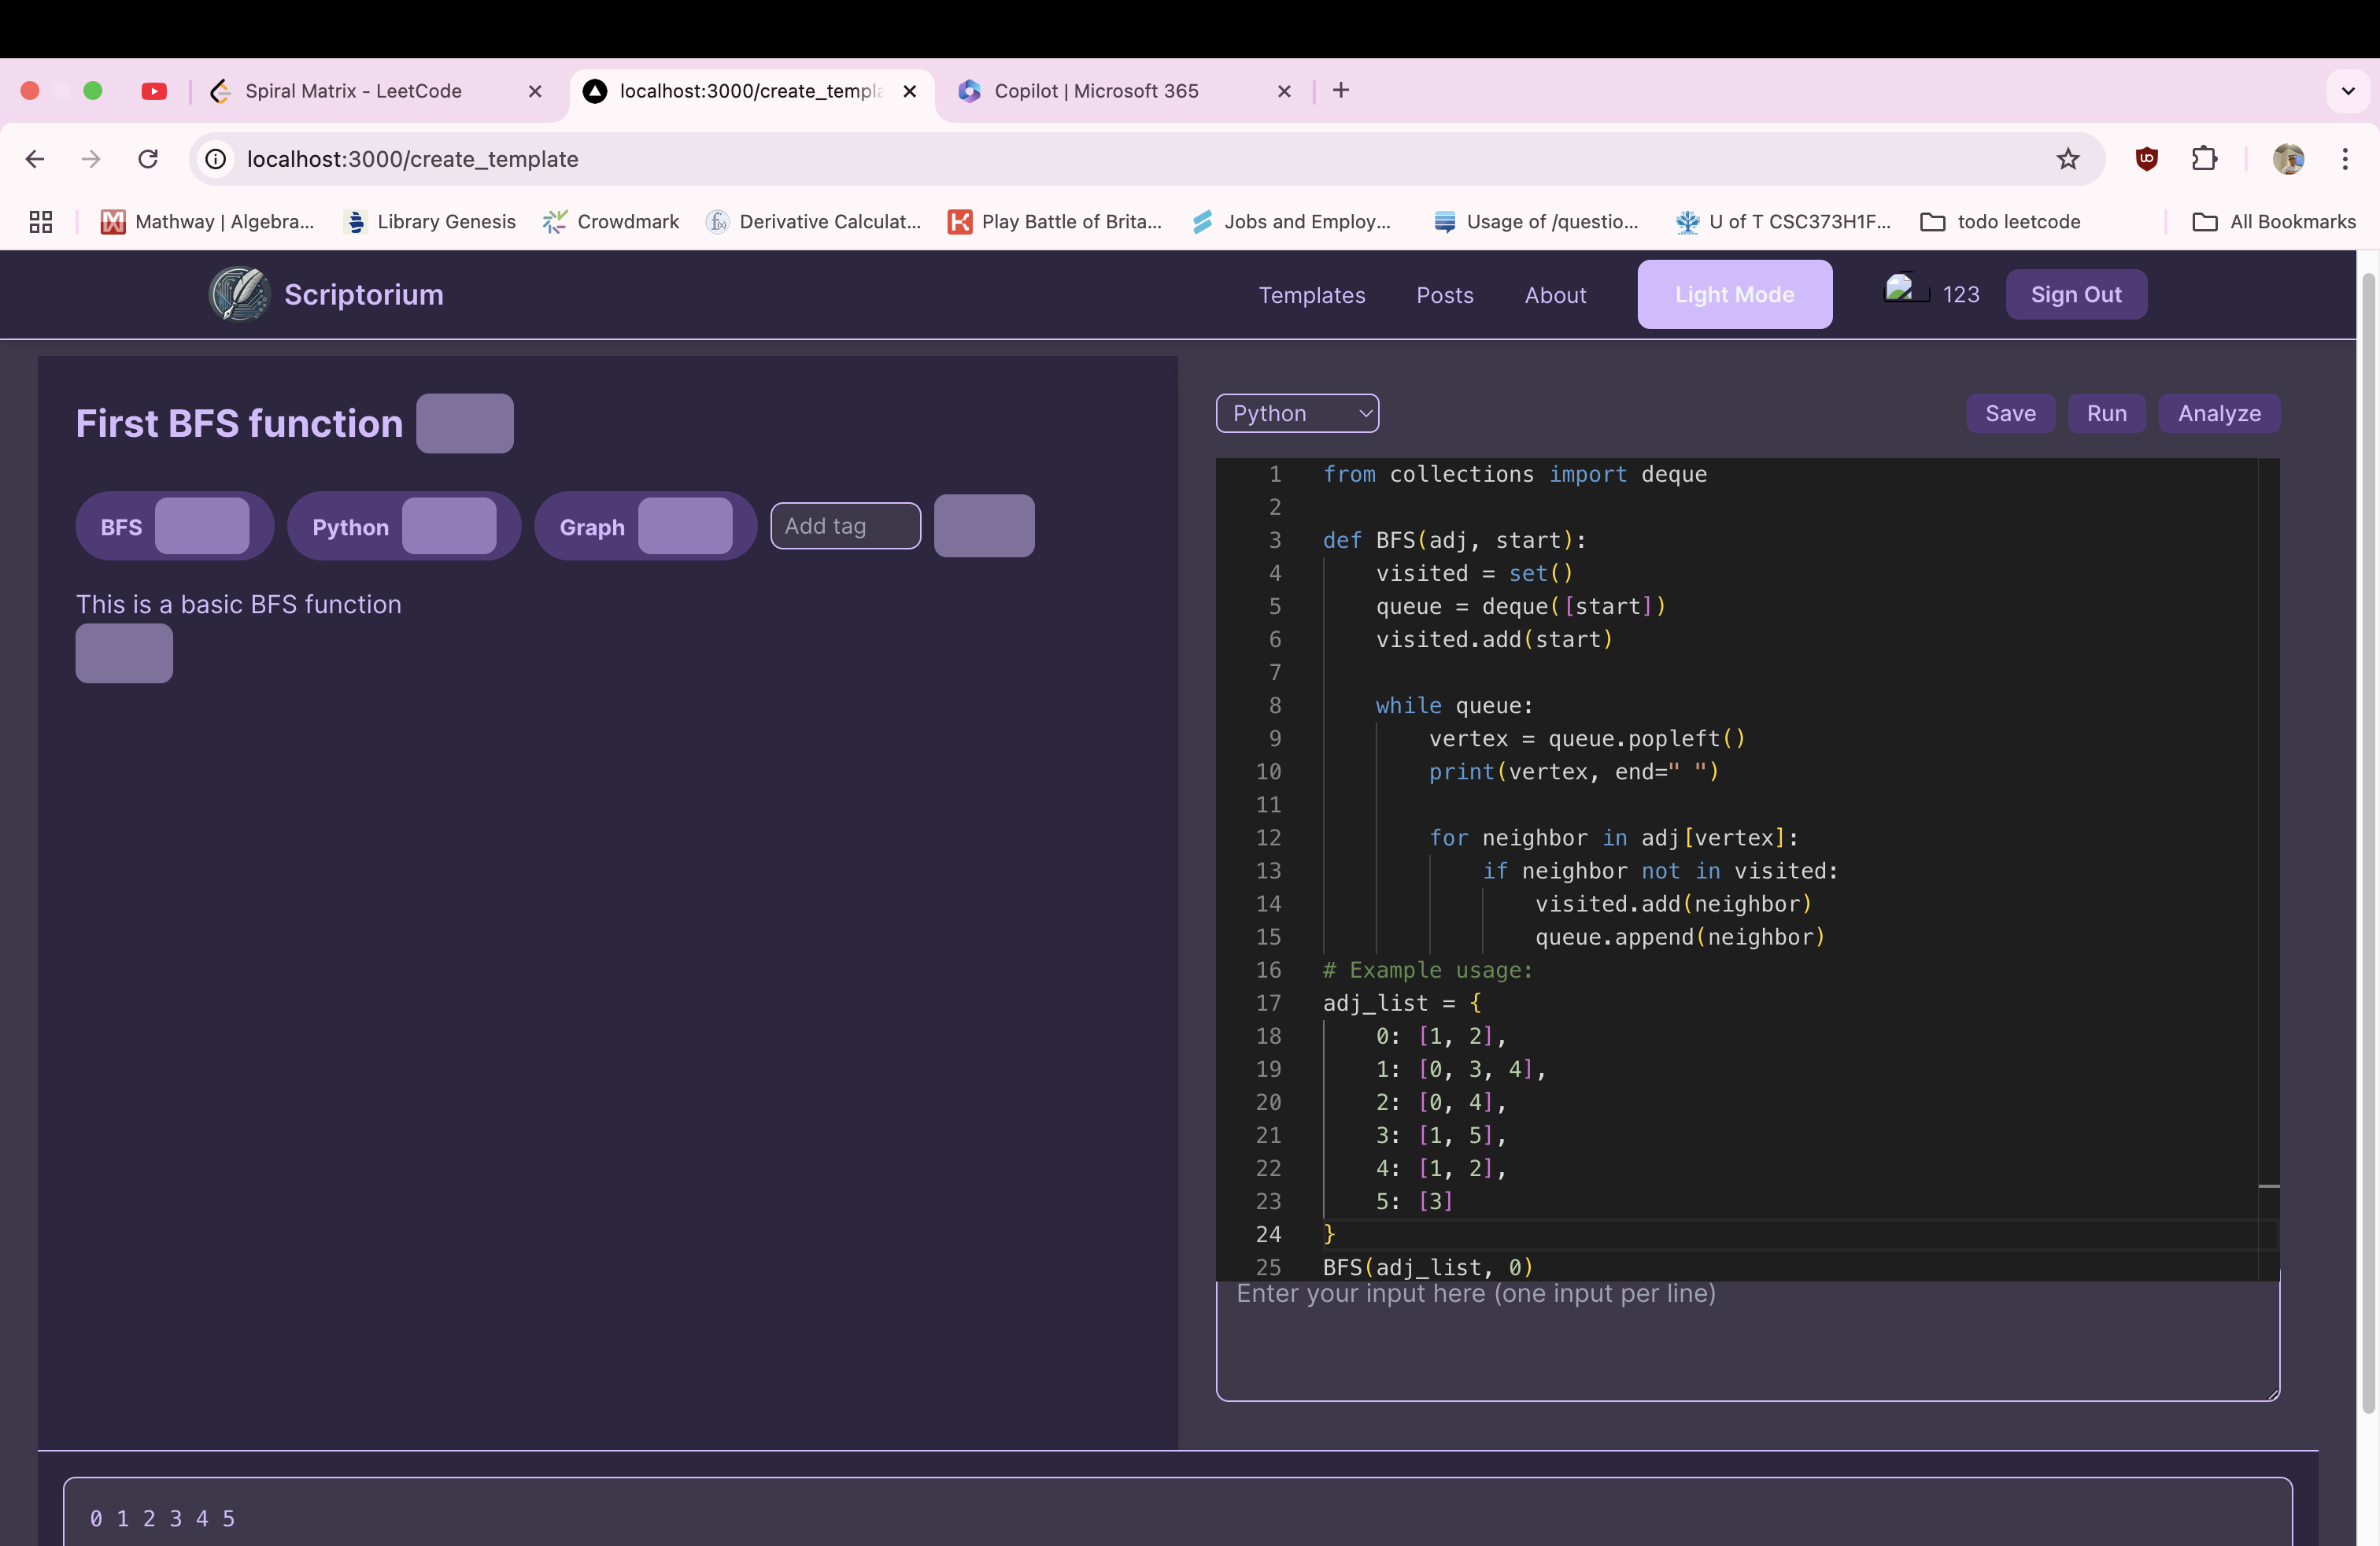 Spiral Matrix - LeetCode
localhost:3000/create_templa
Copilot | Microsoft 365
localhost:3000/create_template
Mathway | Algebra...
Library Genesis
Crowdmark
Derivative Calculat...
Play Battle of Brita...
Jobs and Employ...
Usage of /questio...
U of T CSC373H1F...
todo leetcode
All Bookmarks
Scriptorium
Templates
Posts
About
Light Mode
123
Sign Out
First BFS function
BFS
Python
Graph
Add tag
This is a basic BFS function
Python
Save
Run
Analyze
1 from collections import deque
2
3 def BFS(adj, start):
4     visited = set()
5     queue = deque([start])
6     visited.add(start)
7
8     while queue:
9         vertex = queue.popleft()
10         print(vertex, end=" ")
11
12         for neighbor in adj[vertex]:
13             if neighbor not in visited:
14                 visited.add(neighbor)
15                 queue.append(neighbor)
16 # Example usage:
17 adj_list = {
18     0: [1, 2],
19     1: [0, 3, 4],
20     2: [0, 4],
21     3: [1, 5],
22     4: [1, 2],
23     5: [3]
24 }
25 BFS(adj_list, 0)
Enter your input here (one input per line)
0 1 2 3 4 5